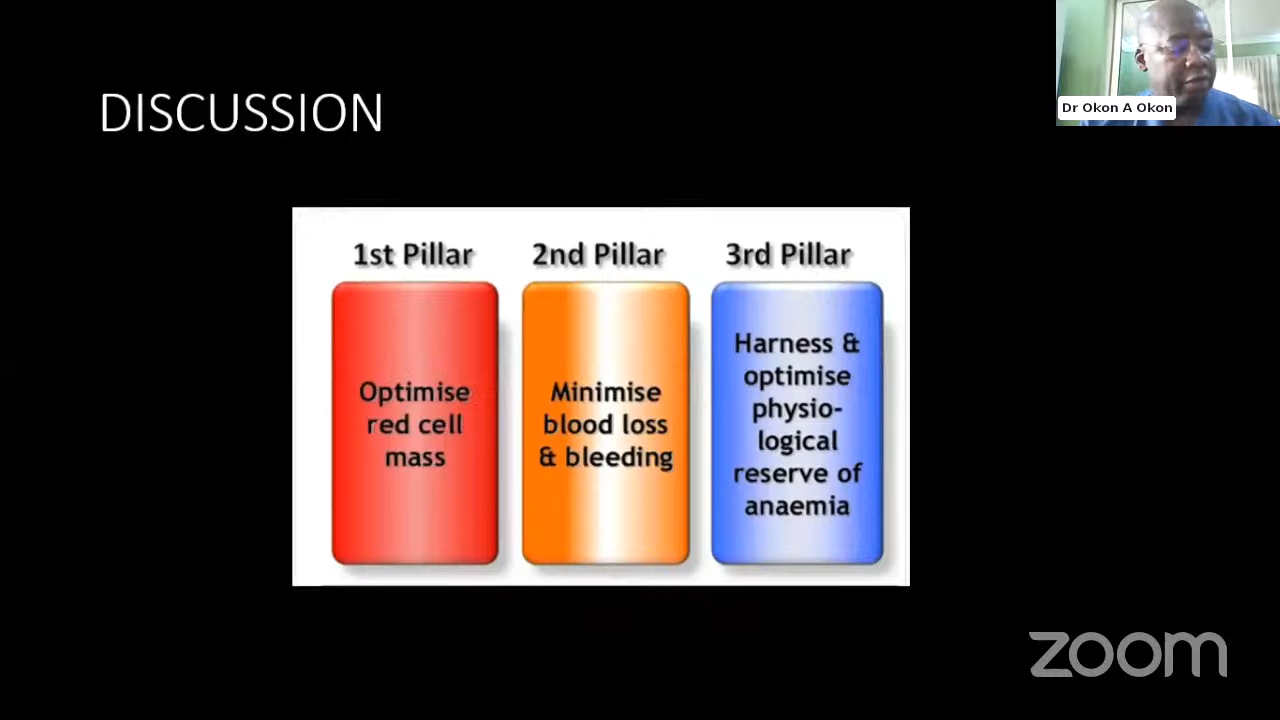 DISCUSSION
Dr Okon A Okon
1st Pillar
Optimise
red cell
mass
2nd Pillar
Minimise
blood loss
& bleeding
3rd Pillar
Harness &
optimise
physio-
logical
reserve of
anaemia
zoom